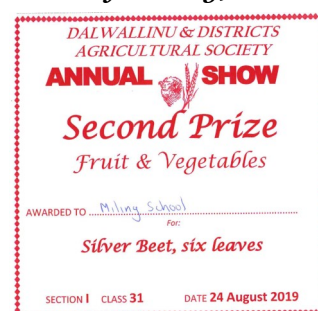 DALWALLINU & DISTRICTS
AGRICULTURAL SOCIETY
ANNUAL SHOW
Second Prize
Fruit & Vegetables
AWARDED TO Miling School
For:
Silver Beet, six leaves
SECTION I CLASS 31 DATE 24 August 2019